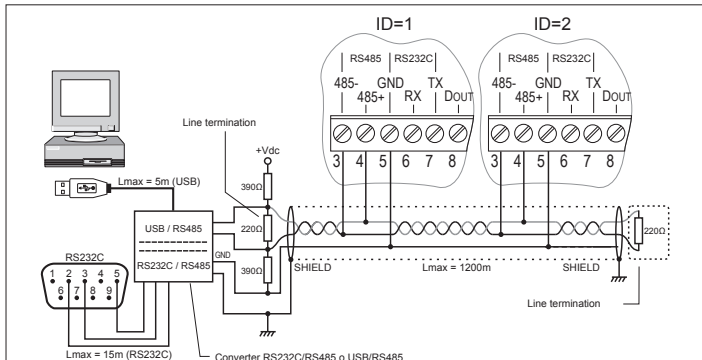 ID=1
ID=2
RS485 RS232C
RS485 RS232C
485- GND TX
485+ RX DOUT
485- GND TX
485+ RX DOUT
3 4 5 6 7 8
3 4 5 6 7 8
Line termination
+Vdc
Lmax = 5m (USB)
390Ω
220Ω
390Ω
USB / RS485
RS232C / RS485
GND
SHIELD
Lmax = 1200m
SHIELD
220Ω
RS232C
1 2 3 4 5
6 7 8 9
Line termination
Lmax = 15m (RS232C)
Converter RS232C/RS485 o USB/RS485